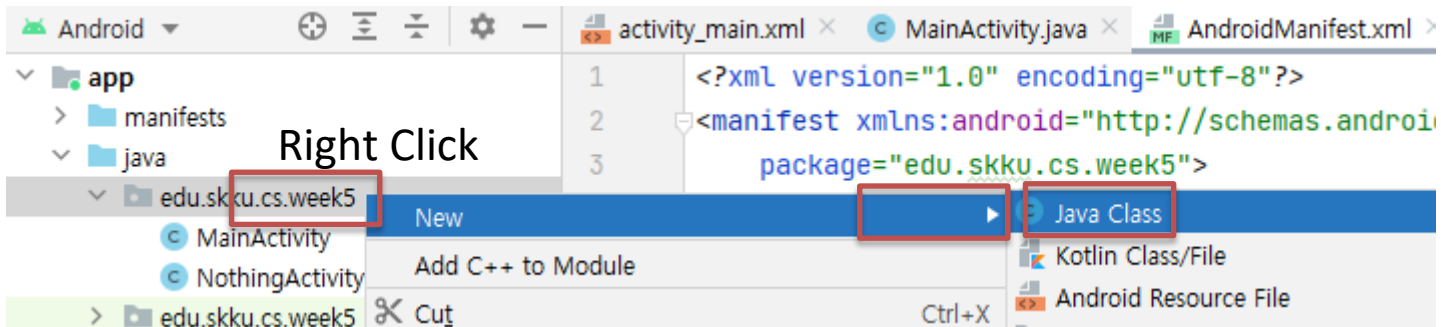 Android
activity_main.xml
MainActivity.java
AndroidManifest.xml
app
1 <?xml version="1.0" encoding="utf-8"?>
manifests
2 <manifest xmlns:android="http://schemas.androi
Right Click
java
3 package="edu.skku.cs.week5">
edu.skku.cs.week5
New
Java Class
MainActivity
Kotlin Class/File
Add C++ to Module
NothingActivity
Android Resource File
edu.skku.cs.week5
Cut Ctrl+X